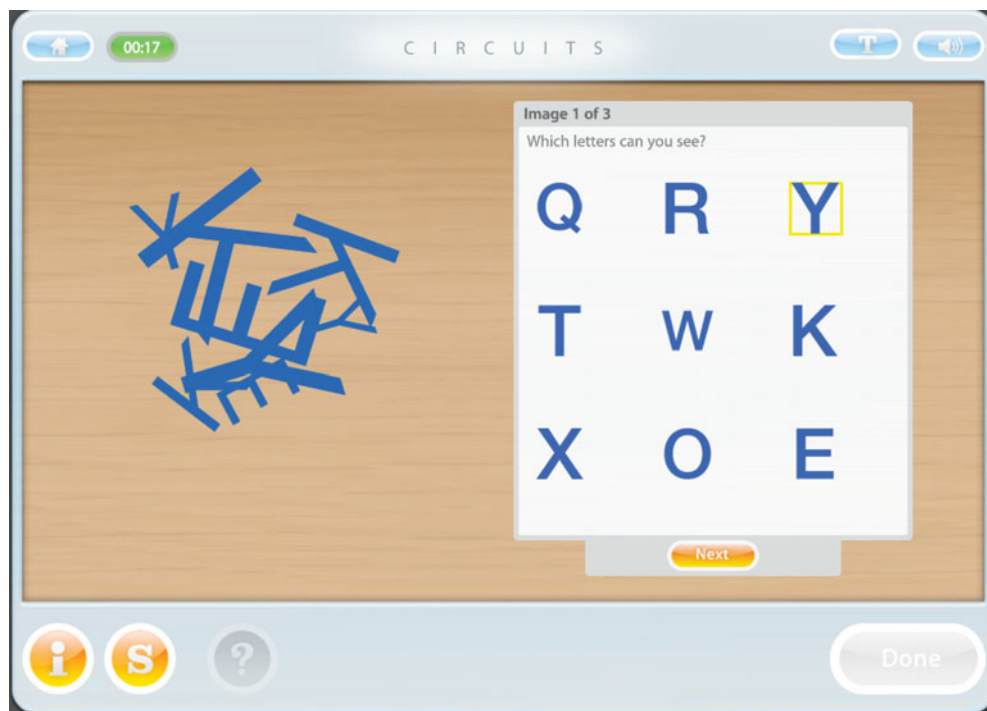 00:17
CIRCUITS
T
Image 1 of 3
Which letters can you see?
Q R Y
T W K
X O E
Next
i S ?
Done